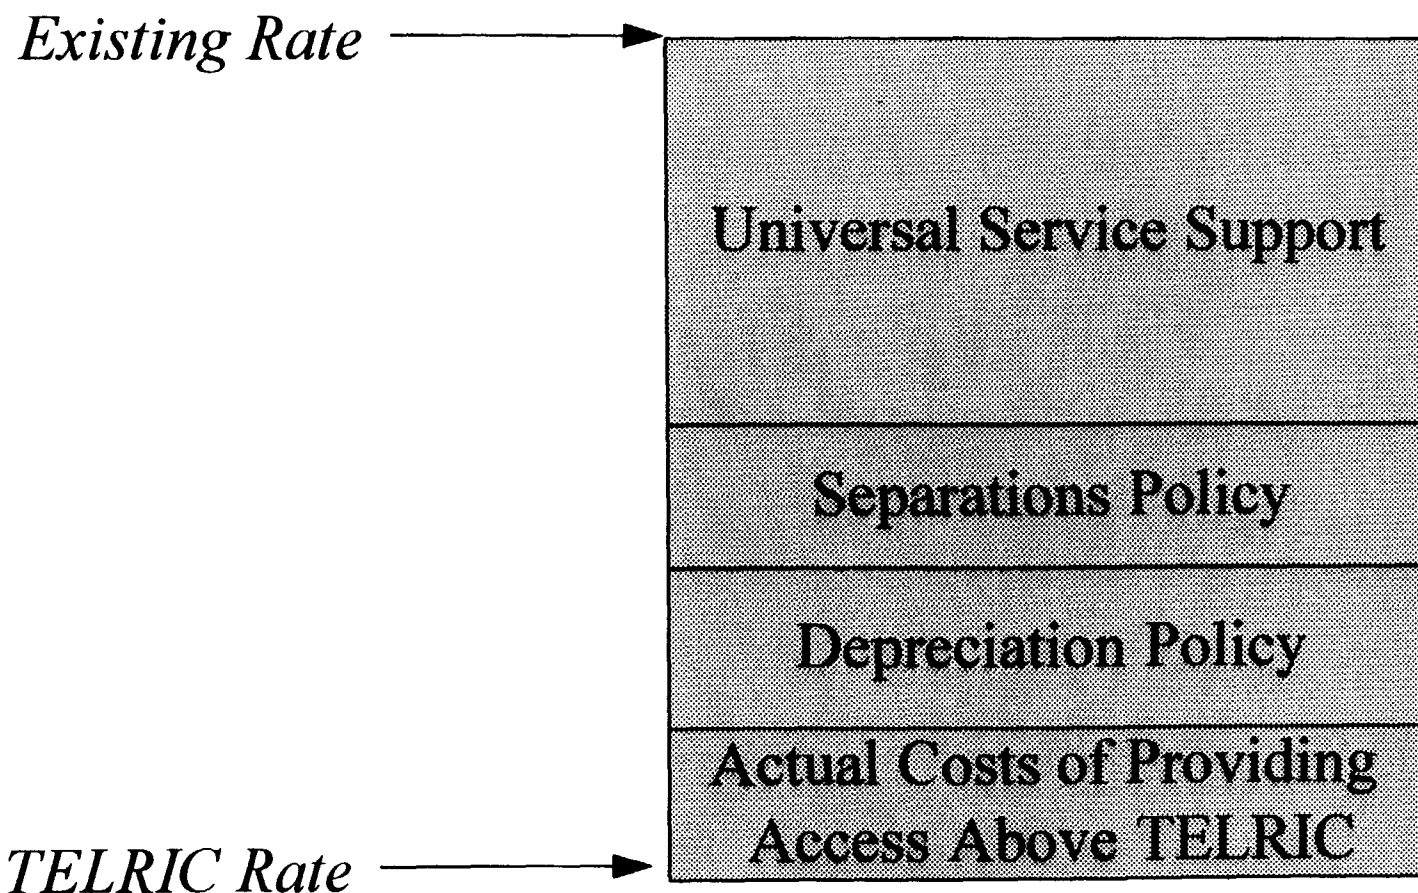 Existing Rate
Universal Service Support
Separations Policy
Depreciation Policy
Actual Costs of Providing
Access Above TELRIC
TELRIC Rate